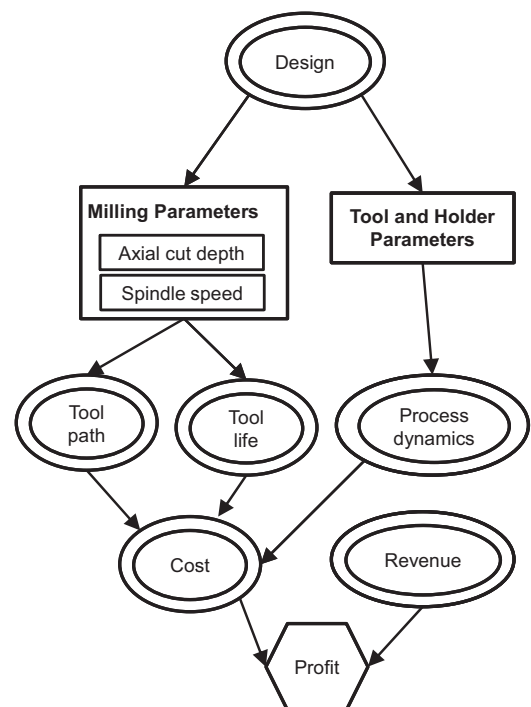 Design
Milling Parameters
Axial cut depth
Spindle speed
Tool and Holder
Parameters
Tool
path
Tool
life
Process
dynamics
Cost
Revenue
Profit